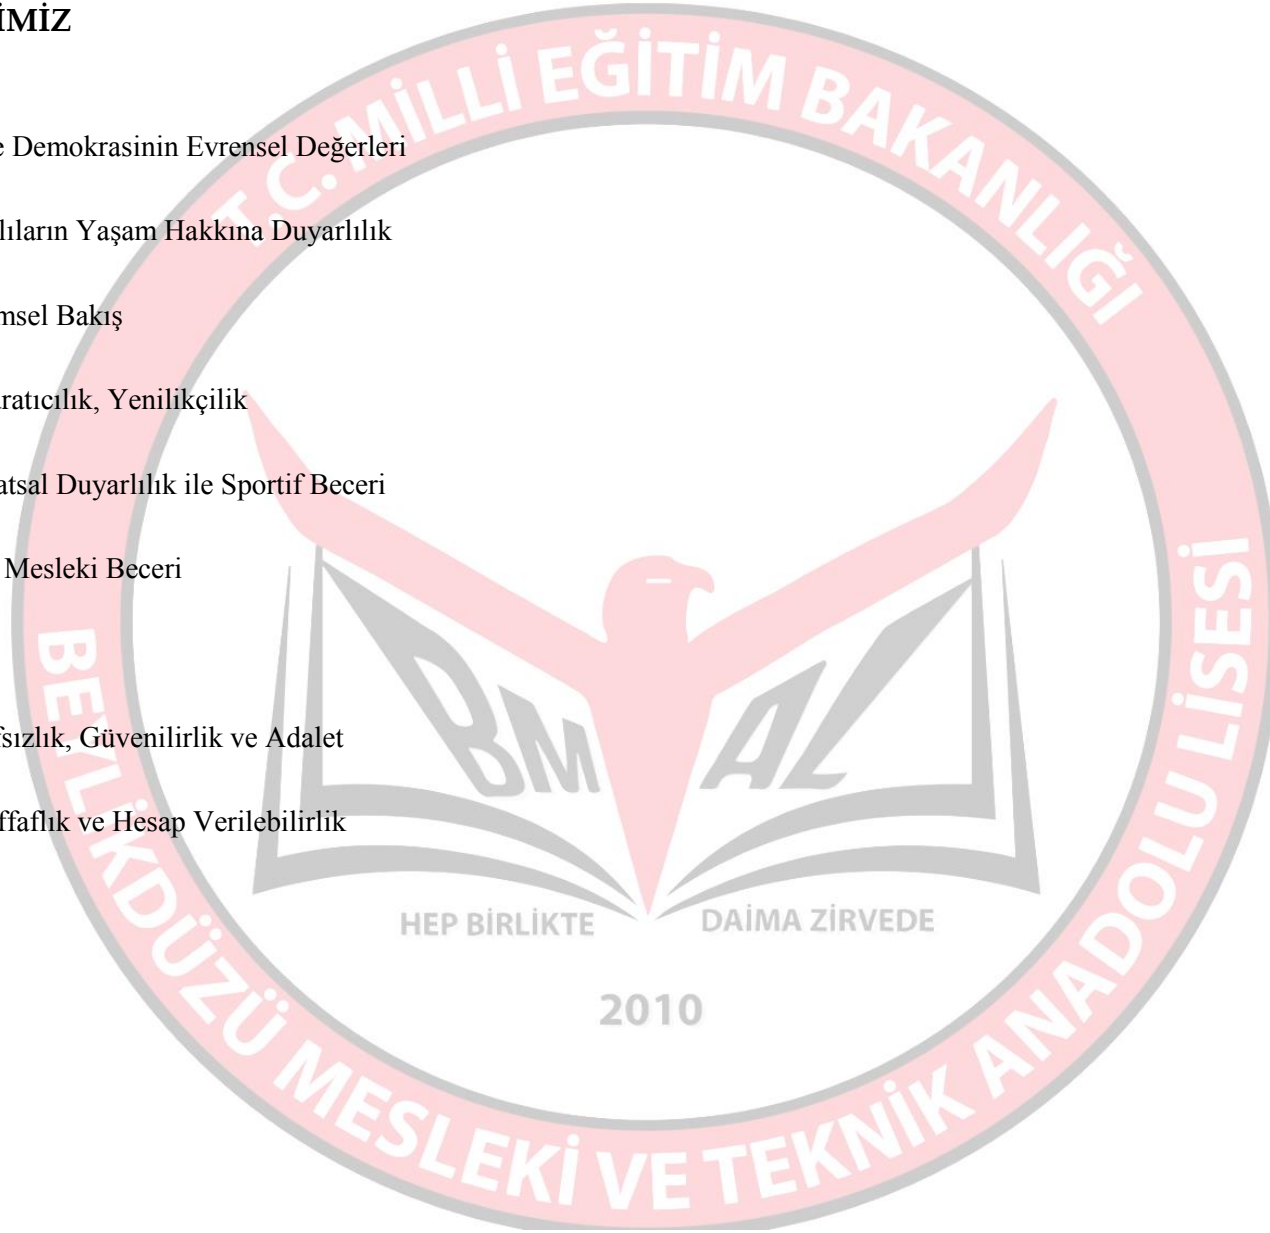 İMİZ
e Demokrasinin Evrensel Değerleri
lıların Yaşam Hakkına Duyarlılık
msel Bakış
aratıcılık, Yenilikçilik
atsal Duyarlılık ile Sportif Beceri
Mesleki Beceri
fsızlık, Güvenilirlik ve Adalet
ffaflık ve Hesap Verilebilirlik
T.C. MİLLİ EĞİTİM BAKANLIĞI
BM AL
HEP BİRLİKTE DAİMA ZİRVEDE
2010
BEYLİKDÜZÜ MESLEKİ VE TEKNİK ANADOLU LİSESİ